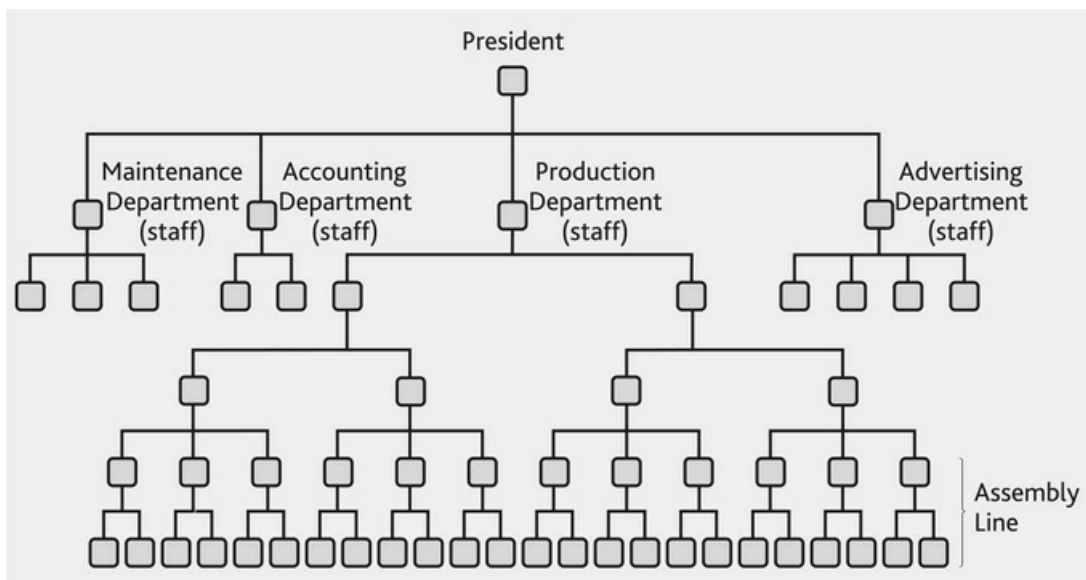 President
Maintenance
Department
(staff)
Accounting
Department
(staff)
Production
Department
(staff)
Advertising
Department
(staff)
Assembly
Line